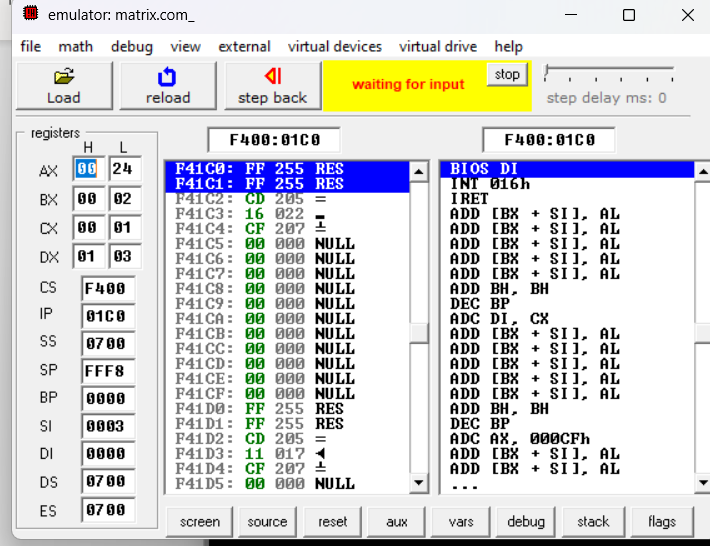 emulator: matrix.com_
file math debug view external virtual devices virtual drive help
Load reload step back waiting for input stop step delay ms: 0
registers
H L
F400:01C0 F400:01C0
AX 00 24
BX 00 02
CX 00 01
DX 01 03
CS F400
IP 01C0
SS 0700
SP FFF8
BP 0000
SI 0003
DI 0000
DS 0700
ES 0700
F41C0: FF 255 RES
F41C1: FF 255 RES
F41C2: CD 205 =
F41C3: 16 022 ▬
F41C4: CF 207 ╧
F41C5: 00 000 NULL
F41C6: 00 000 NULL
F41C7: 00 000 NULL
F41C8: 00 000 NULL
F41C9: 00 000 NULL
F41CA: 00 000 NULL
F41CB: 00 000 NULL
F41CC: 00 000 NULL
F41CD: 00 000 NULL
F41CE: 00 000 NULL
F41CF: 00 000 NULL
F41D0: FF 255 RES
F41D1: FF 255 RES
F41D2: CD 205 =
F41D3: 11 017 ◄
F41D4: CF 207 ╧
F41D5: 00 000 NULL
BIOS DI
INT 016h
IRET
ADD [BX + SI], AL
ADD [BX + SI], AL
ADD [BX + SI], AL
ADD [BX + SI], AL
ADD [BX + SI], AL
ADD BH, BH
DEC BP
ADC DI, CX
ADD [BX + SI], AL
ADD [BX + SI], AL
ADD [BX + SI], AL
ADD [BX + SI], AL
ADD [BX + SI], AL
ADD BH, BH
DEC BP
ADC AX, 000CFh
ADD [BX + SI], AL
ADD [BX + SI], AL
...
screen source reset aux vars debug stack flags